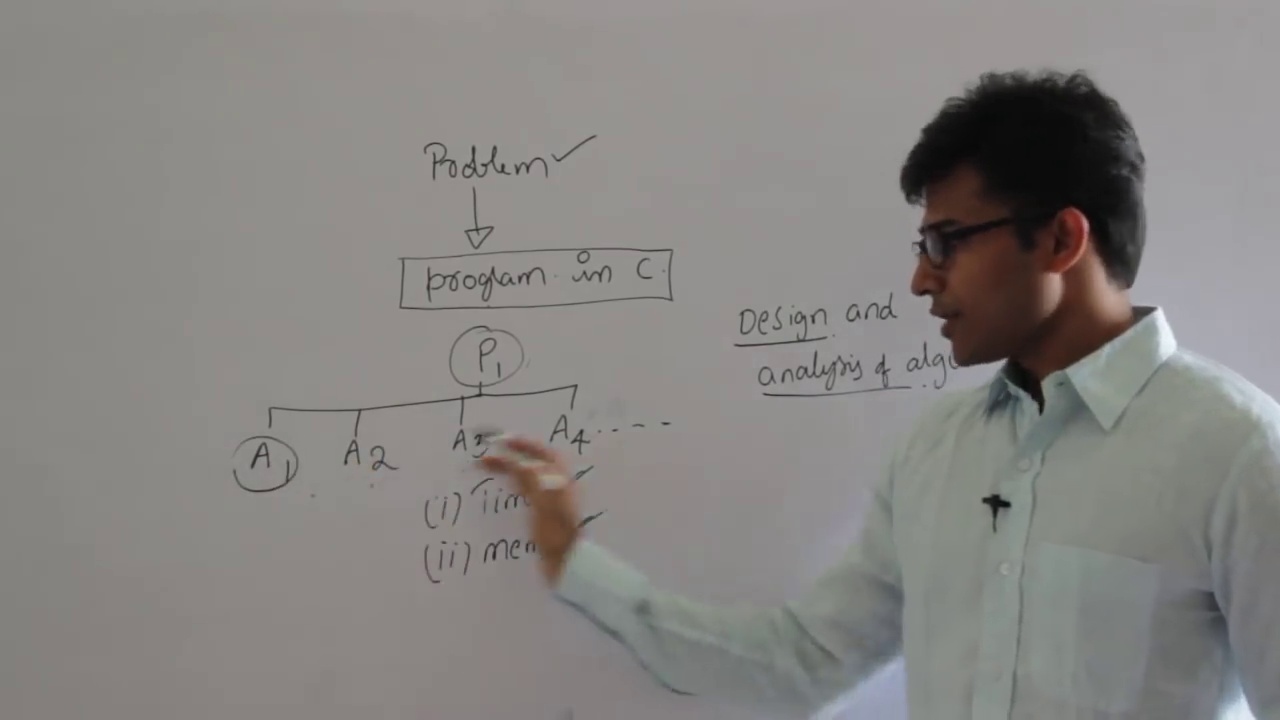 Problem ✓
program in C.
P1
Design and
analysis of
A1 A2 A3 A4 . . - - -
(i)
(ii)